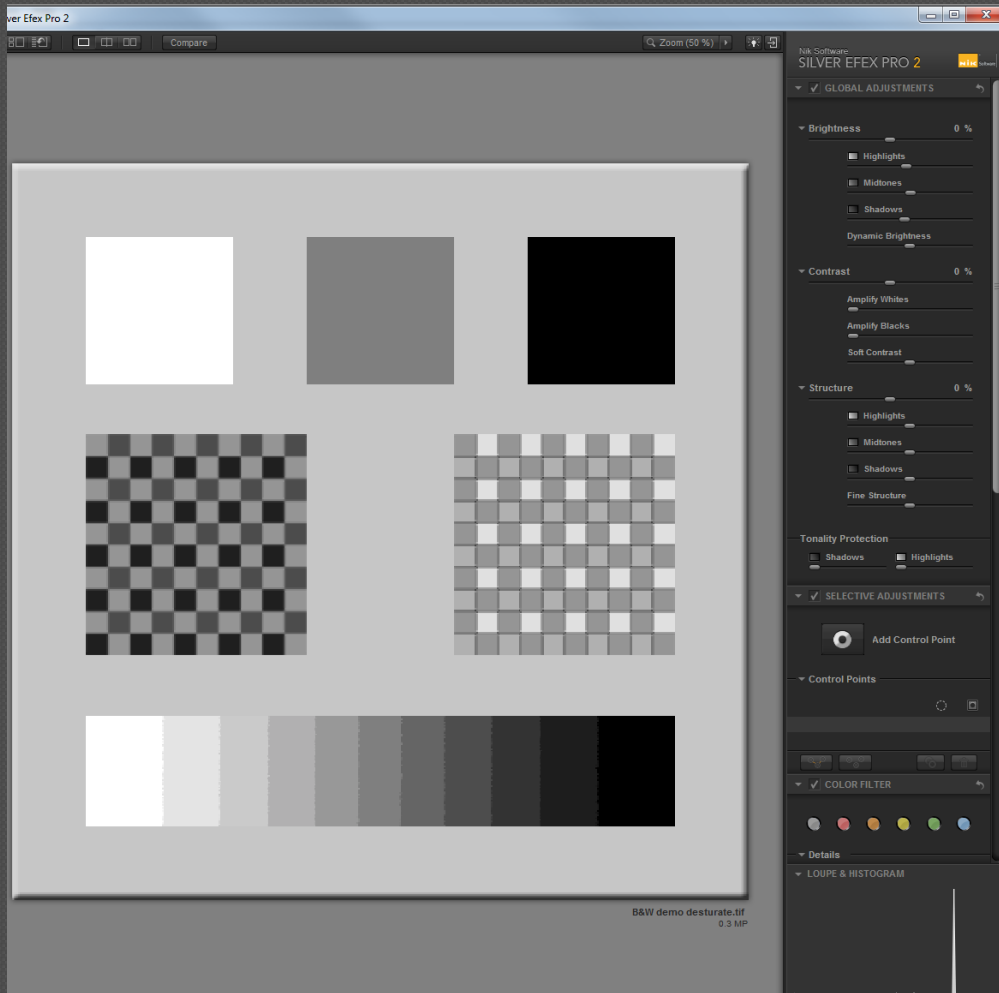 ver Efex Pro 2
Compare
Zoom (50 %)
Nik Software
SILVER EFEX PRO 2
NIK Software
GLOBAL ADJUSTMENTS
Brightness 0 %
Highlights
Midtones
Shadows
Dynamic Brightness
Contrast 0 %
Amplify Whites
Amplify Blacks
Soft Contrast
Structure 0 %
Highlights
Midtones
Shadows
Fine Structure
Tonality Protection
Shadows Highlights
SELECTIVE ADJUSTMENTS
Add Control Point
Control Points
COLOR FILTER
Details
LOUPE & HISTOGRAM
B&W demo desturate.tif
0.3 MP